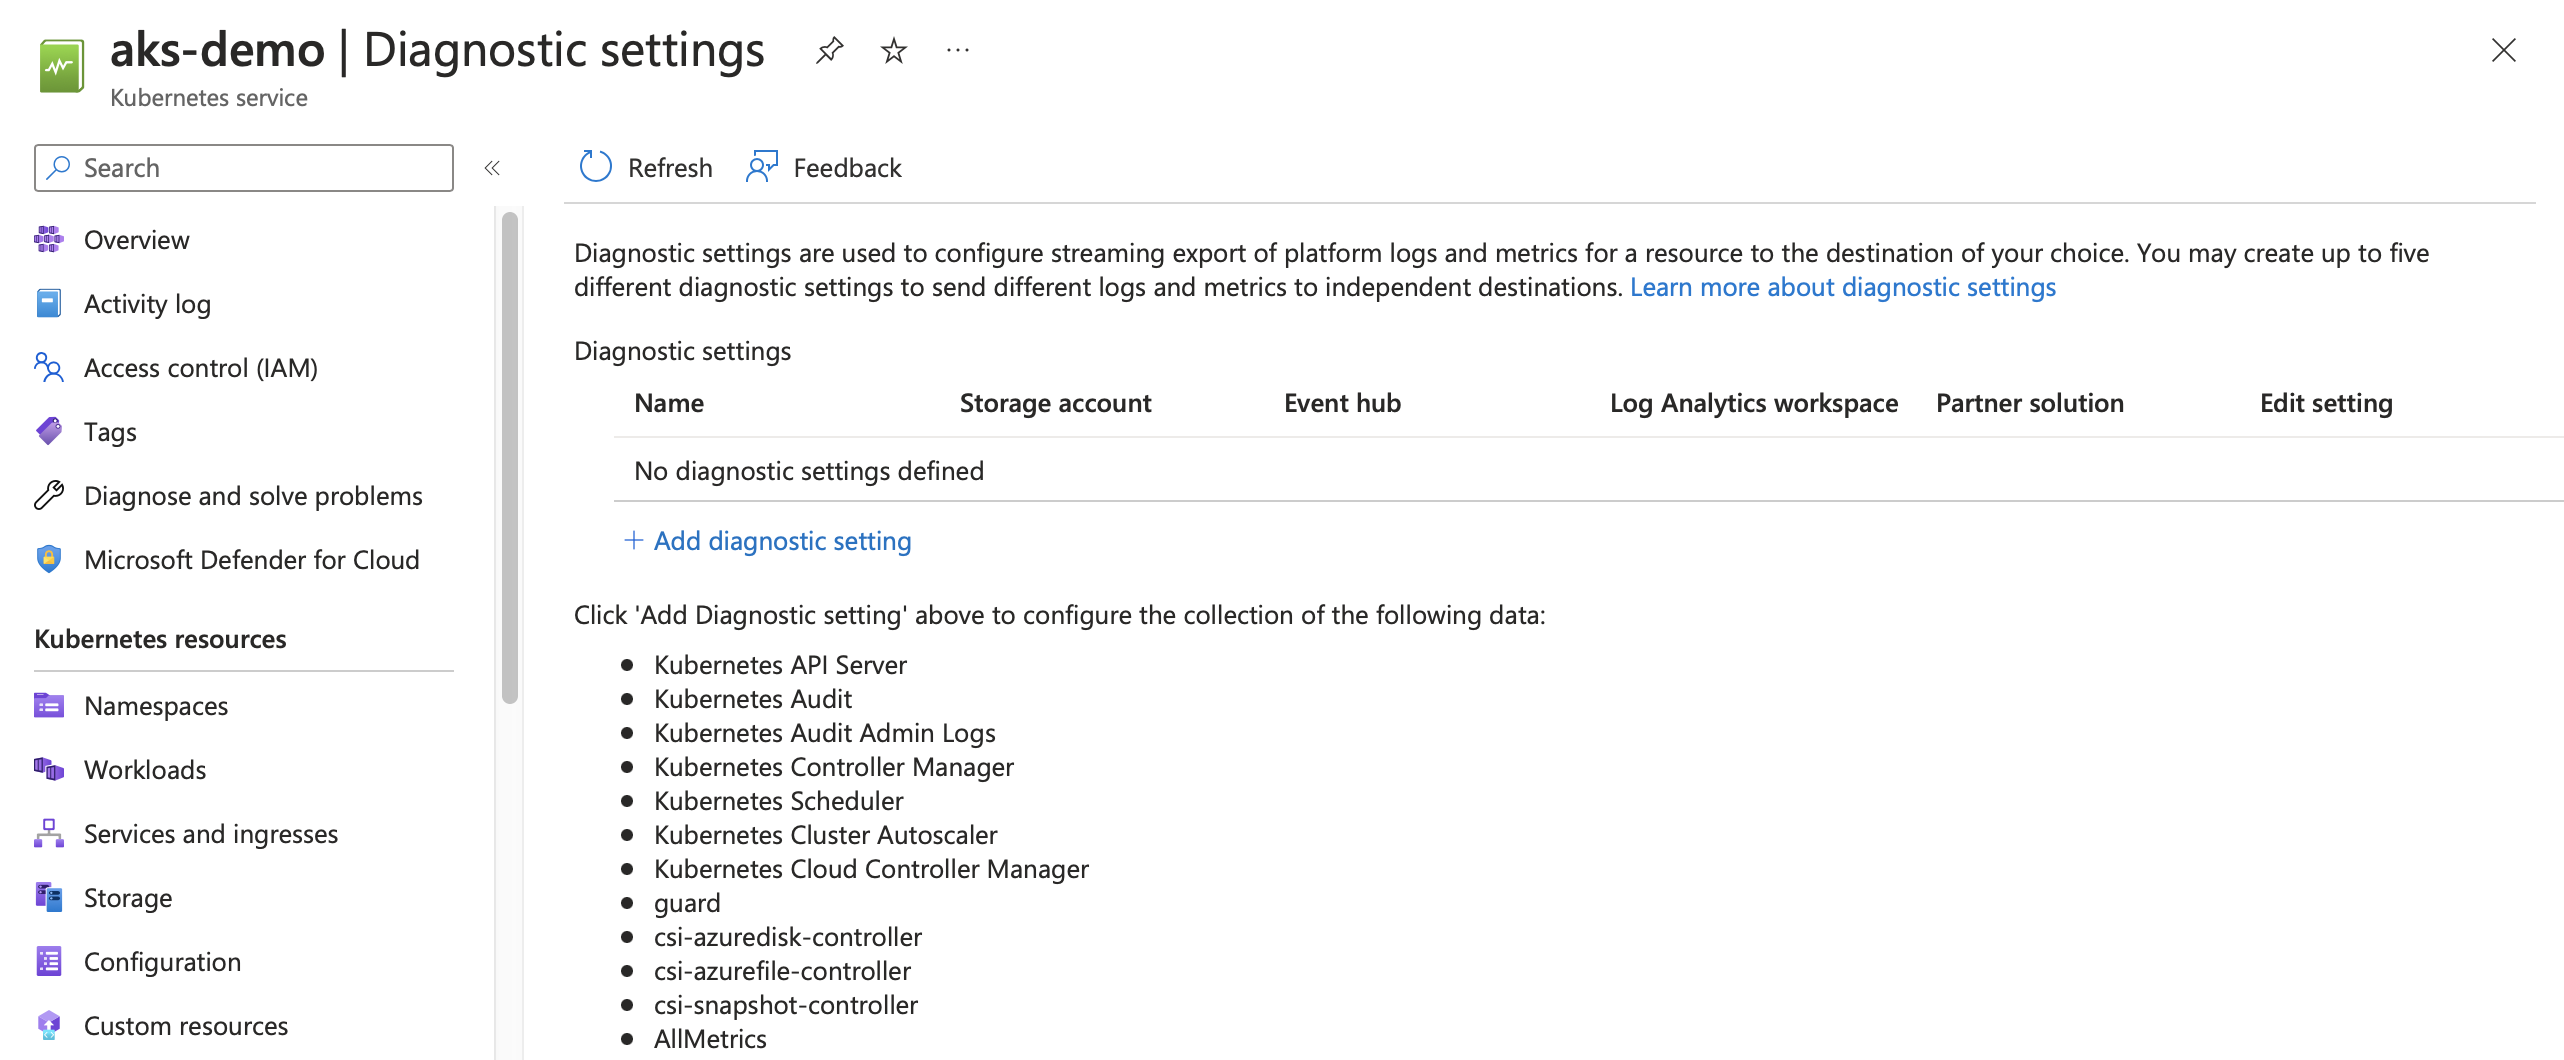 aks-demo | Diagnostic settings
Kubernetes service
Search
Overview
Activity log
Access control (IAM)
Tags
Diagnose and solve problems
Microsoft Defender for Cloud
Kubernetes resources
Namespaces
Workloads
Services and ingresses
Storage
Configuration
Custom resources
Refresh
Feedback
Diagnostic settings are used to configure streaming export of platform logs and metrics for a resource to the destination of your choice. You may create up to five
different diagnostic settings to send different logs and metrics to independent destinations. Learn more about diagnostic settings
Diagnostic settings
Name Storage account Event hub Log Analytics workspace Partner solution Edit setting
No diagnostic settings defined
+ Add diagnostic setting
Click 'Add Diagnostic setting' above to configure the collection of the following data:
Kubernetes API Server
Kubernetes Audit
Kubernetes Audit Admin Logs
Kubernetes Controller Manager
Kubernetes Scheduler
Kubernetes Cluster Autoscaler
Kubernetes Cloud Controller Manager
guard
csi-azuredisk-controller
csi-azurefile-controller
csi-snapshot-controller
AllMetrics